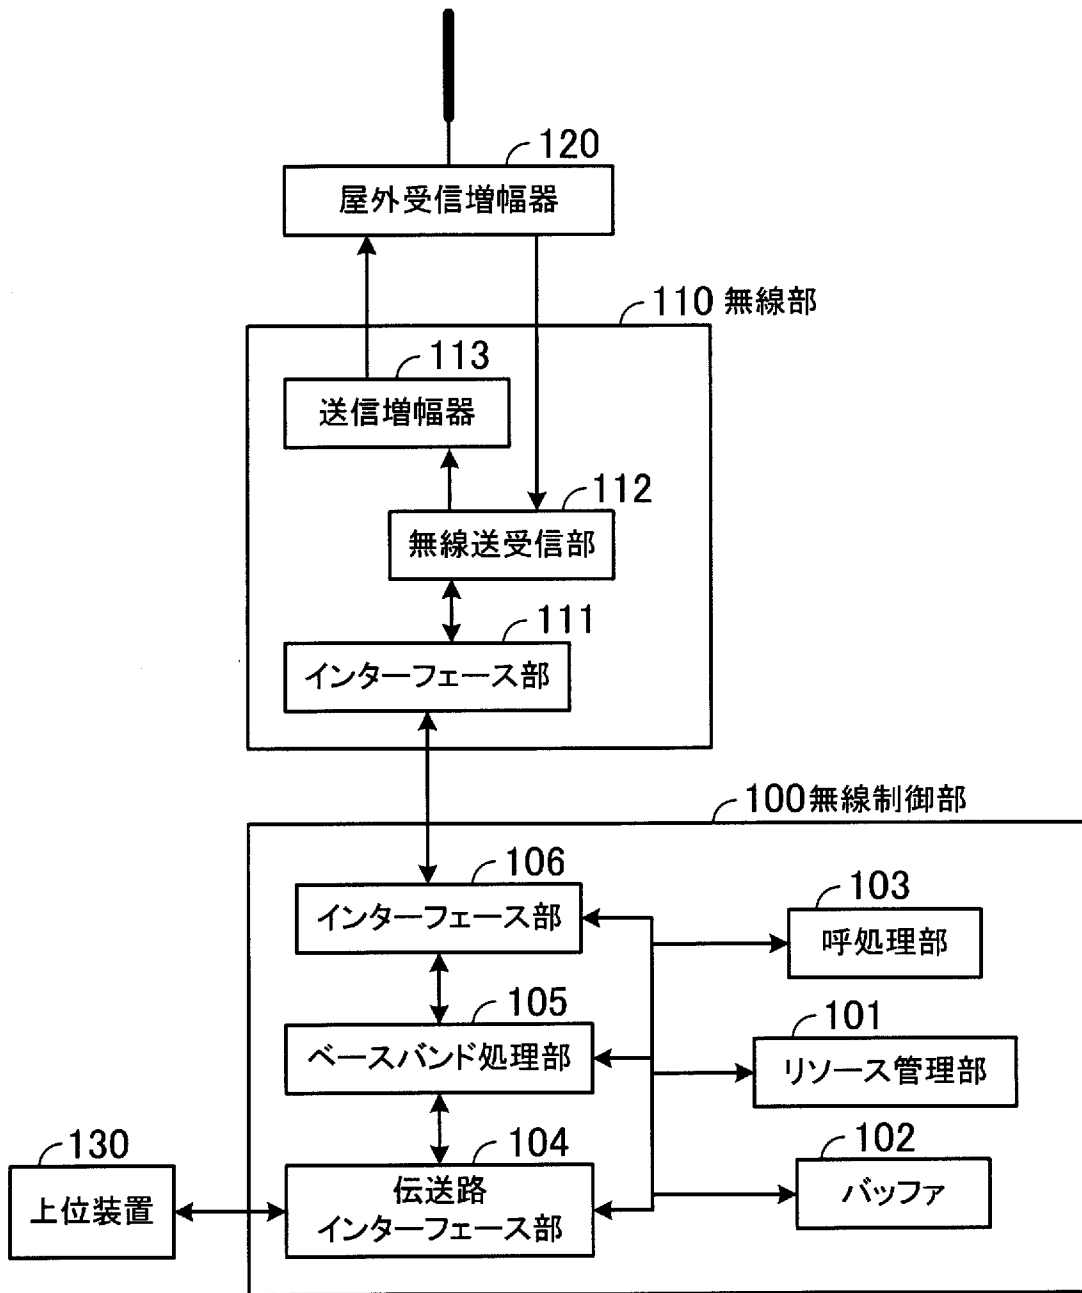 120
屋外受信増幅器
110 無線部
113
送信増幅器
112
無線送受信部
111
インターフェース部
100無線制御部
106
インターフェース部
103
呼処理部
105
ベースバンド処理部
101
リソース管理部
104
伝送路
インターフェース部
102
バッファ
130
上位装置